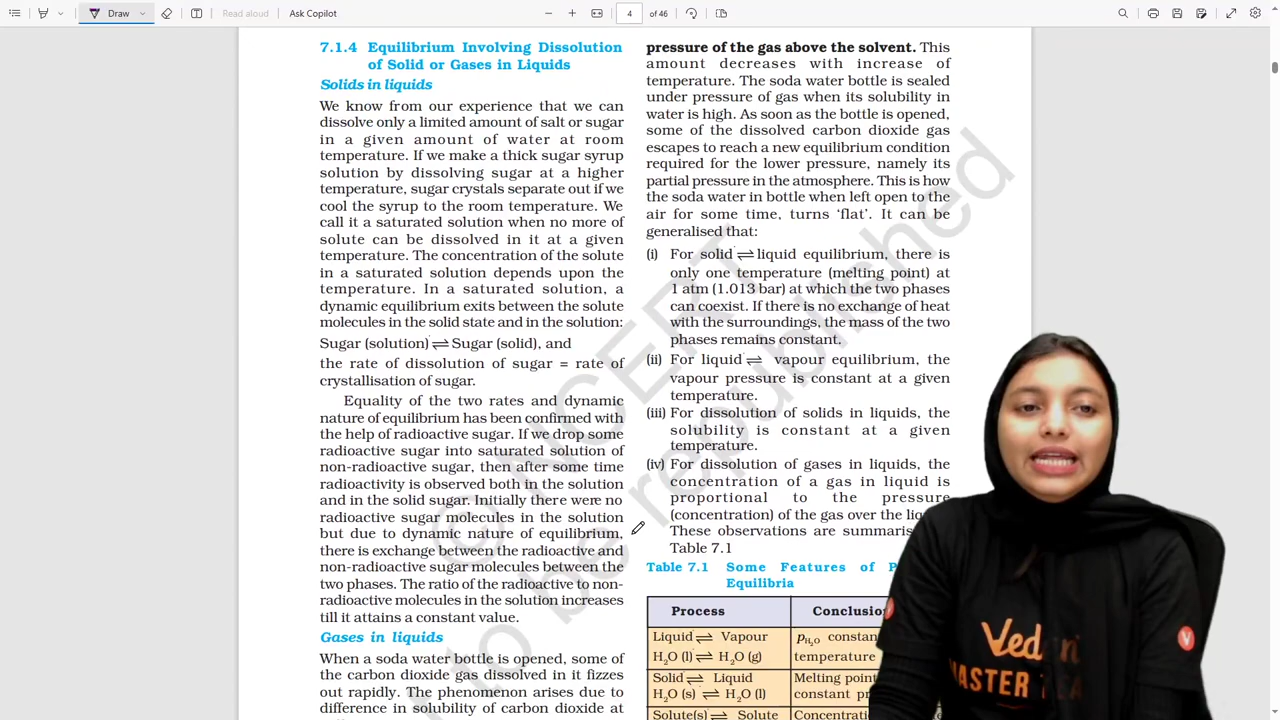 Draw
Read aloud
Ask Copilot
4
of 46
7.1.4 Equilibrium Involving Dissolution
of Solid or Gases in Liquids
Solids in liquids
We know from our experience that we can
dissolve only a limited amount of salt or sugar
in a given amount of water at room
temperature. If we make a thick sugar syrup
solution by dissolving sugar at a higher
temperature, sugar crystals separate out if we
cool the syrup to the room temperature. We
call it a saturated solution when no more of
solute can be dissolved in it at a given
temperature. The concentration of the solute
in a saturated solution depends upon the
temperature. In a saturated solution, a
dynamic equilibrium exits between the solute
molecules in the solid state and in the solution:
Sugar (solution) ⇌ Sugar (solid), and
the rate of dissolution of sugar = rate of
crystallisation of sugar.
Equality of the two rates and dynamic
nature of equilibrium has been confirmed with
the help of radioactive sugar. If we drop some
radioactive sugar into saturated solution of
non-radioactive sugar, then after some time
radioactivity is observed both in the solution
and in the solid sugar. Initially there were no
radioactive sugar molecules in the solution
but due to dynamic nature of equilibrium,
there is exchange between the radioactive and
non-radioactive sugar molecules between the
two phases. The ratio of the radioactive to non-
radioactive molecules in the solution increases
till it attains a constant value.
Gases in liquids
When a soda water bottle is opened, some of
the carbon dioxide gas dissolved in it fizzes
out rapidly. The phenomenon arises due to
difference in solubility of carbon dioxide at
pressure of the gas above the solvent. This
amount decreases with increase of
temperature. The soda water bottle is sealed
under pressure of gas when its solubility in
water is high. As soon as the bottle is opened,
some of the dissolved carbon dioxide gas
escapes to reach a new equilibrium condition
required for the lower pressure, namely its
partial pressure in the atmosphere. This is how
the soda water in bottle when left open to the
air for some time, turns ‘flat’. It can be
generalised that:
(i) For solid ⇌ liquid equilibrium, there is
only one temperature (melting point) at
1 atm (1.013 bar) at which the two phases
can coexist. If there is no exchange of heat
with the surroundings, the mass of the two
phases remains constant.
(ii) For liquid ⇌ vapour equilibrium, the
vapour pressure is constant at a given
temperature.
(iii) For dissolution of solids in liquids, the
solubility is constant at a given
temperature.
(iv) For dissolution of gases in liquids, the
concentration of a gas in liquid is
proportional to the pressure
(concentration) of the gas over the
These observations are
Table 7.1
Table 7.1 Some Features of
Equilibria
Process
Liquid ⇌ Vapour
H₂O (l) ⇌ H₂O (g)
pH₂O constant
temperature
Solid ⇌ Liquid
H₂O (s) ⇌ H₂O (l)
Melting
constant
Solute(s) ⇌ Solute
© NCERT
to be republished
MASTER
V